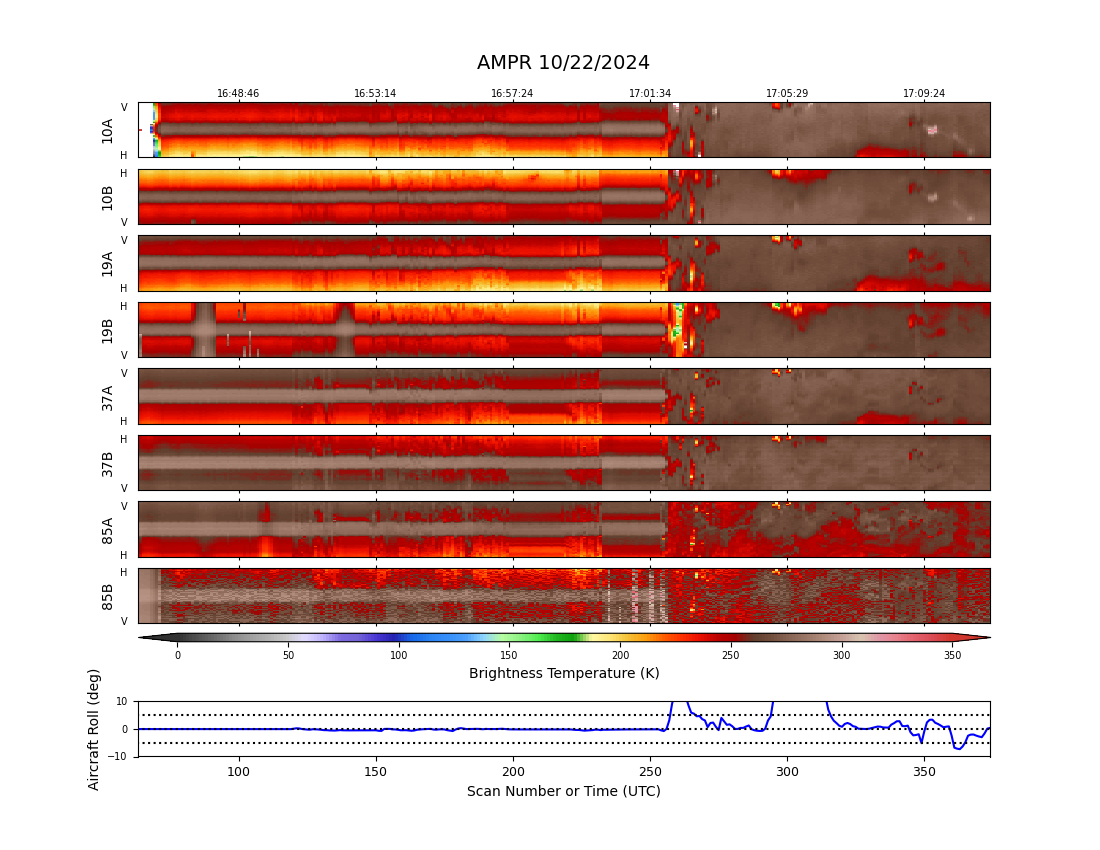 AMPR 10/22/2024
16:48:46 16:53:14 16:57:24 17:01:34 17:05:29 17:09:24
V
10A
H
H
10B
V
V
19A
H
H
19B
V
V
37A
H
H
37B
V
V
85A
H
H
85B
V
0 50 100 150 200 250 300 350
Brightness Temperature (K)
Aircraft Roll (deg)
10
0
−10
100 150 200 250 300 350
Scan Number or Time (UTC)